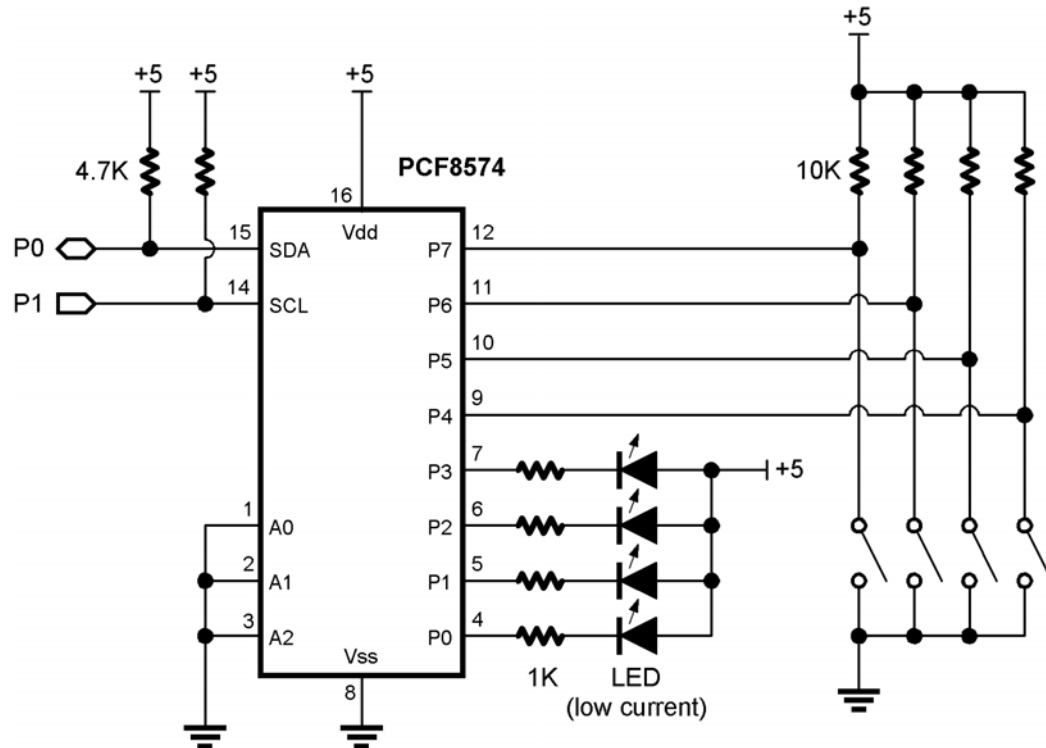 +5
+5 +5 +5
4.7K
PCF8574
10K
16
Vdd
P0 15 SDA P7 12
P1 14 SCL P6 11
P5 10
P4 9
P3 7 +5
1 A0 P2 6
2 A1 P1 5
3 A2 P0 4
Vss
8
1K LED
(low current)